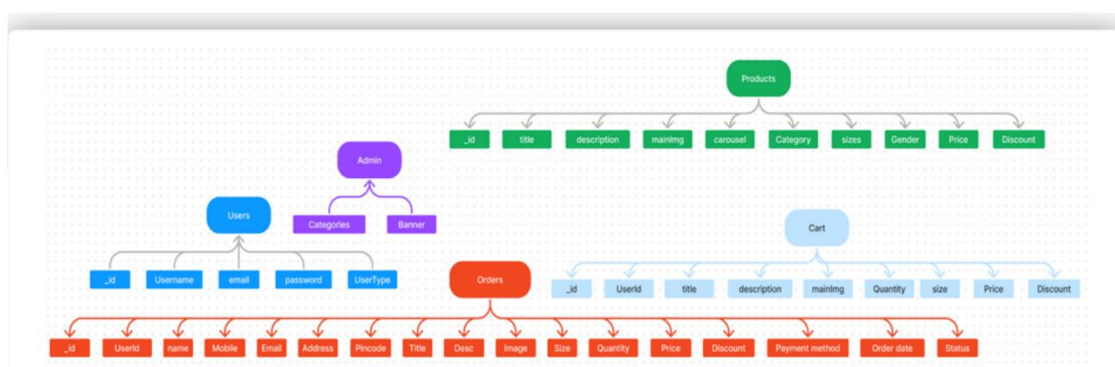 Products
_id title description mainImg carousel Category sizes Gender Price Discount
Admin
Categories Banner
Users
_id Username email password UserType
Cart
_id UserId title description mainImg Quantity size Price Discount
Orders
_id UserId name Mobile Email Address Pincode Title Desc Image Size Quantity Price Discount Payment method Order date Status